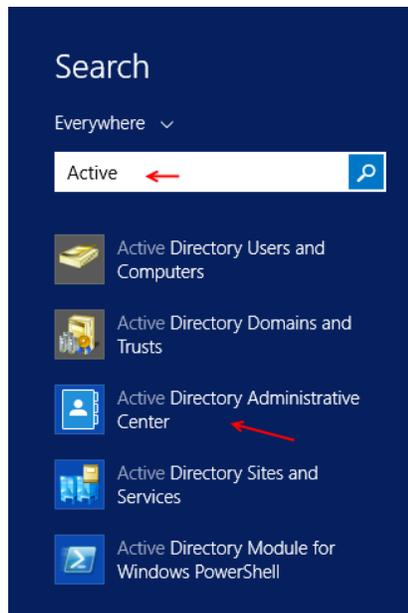 Search
Everywhere
Active
Active Directory Users and
Computers
Active Directory Domains and
Trusts
Active Directory Administrative
Center
Active Directory Sites and
Services
Active Directory Module for
Windows PowerShell